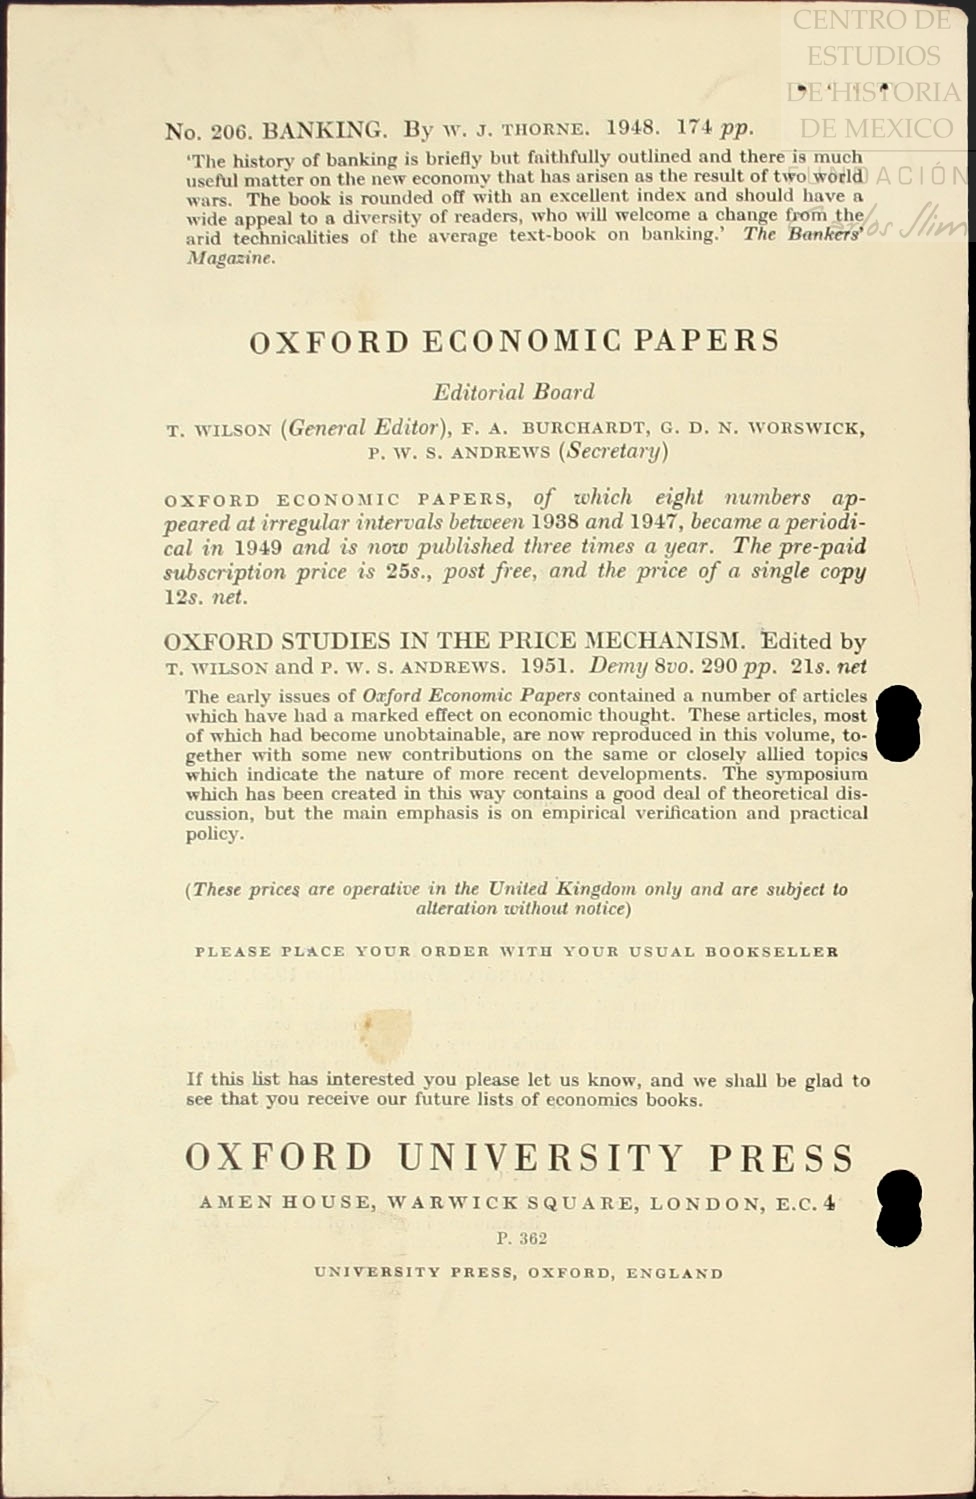 CENTRO DE
ESTUDIOS
DE HISTORIA
DE MEXICO
FUNDACIÓN
Carlos Slim
No. 206. BANKING. By W. J. THORNE. 1948. 174 pp.
'The history of banking is briefly but faithfully outlined and there is much
useful matter on the new economy that has arisen as the result of two world
wars. The book is rounded off with an excellent index and should have a
wide appeal to a diversity of readers, who will welcome a change from the
arid technicalities of the average text-book on banking.' The Bankers'
Magazine.
OXFORD ECONOMIC PAPERS
Editorial Board
T. WILSON (General Editor), F. A. BURCHARDT, G. D. N. WORSWICK,
P. W. S. ANDREWS (Secretary)
OXFORD ECONOMIC PAPERS, of which eight numbers ap-
peared at irregular intervals between 1938 and 1947, became a periodi-
cal in 1949 and is now published three times a year. The pre-paid
subscription price is 25s., post free, and the price of a single copy
12s. net.
OXFORD STUDIES IN THE PRICE MECHANISM. Edited by
T. WILSON and P. W. S. ANDREWS. 1951. Demy 8vo. 290 pp. 21s. net
The early issues of Oxford Economic Papers contained a number of articles
which have had a marked effect on economic thought. These articles, most
of which had become unobtainable, are now reproduced in this volume, to-
gether with some new contributions on the same or closely allied topics
which indicate the nature of more recent developments. The symposium
which has been created in this way contains a good deal of theoretical dis-
cussion, but the main emphasis is on empirical verification and practical
policy.
(These prices are operative in the United Kingdom only and are subject to
alteration without notice)
PLEASE PLACE YOUR ORDER WITH YOUR USUAL BOOKSELLER
If this list has interested you please let us know, and we shall be glad to
see that you receive our future lists of economics books.
OXFORD UNIVERSITY PRESS
AMEN HOUSE, WARWICK SQUARE, LONDON, E.C. 4
P. 362
UNIVERSITY PRESS, OXFORD, ENGLAND